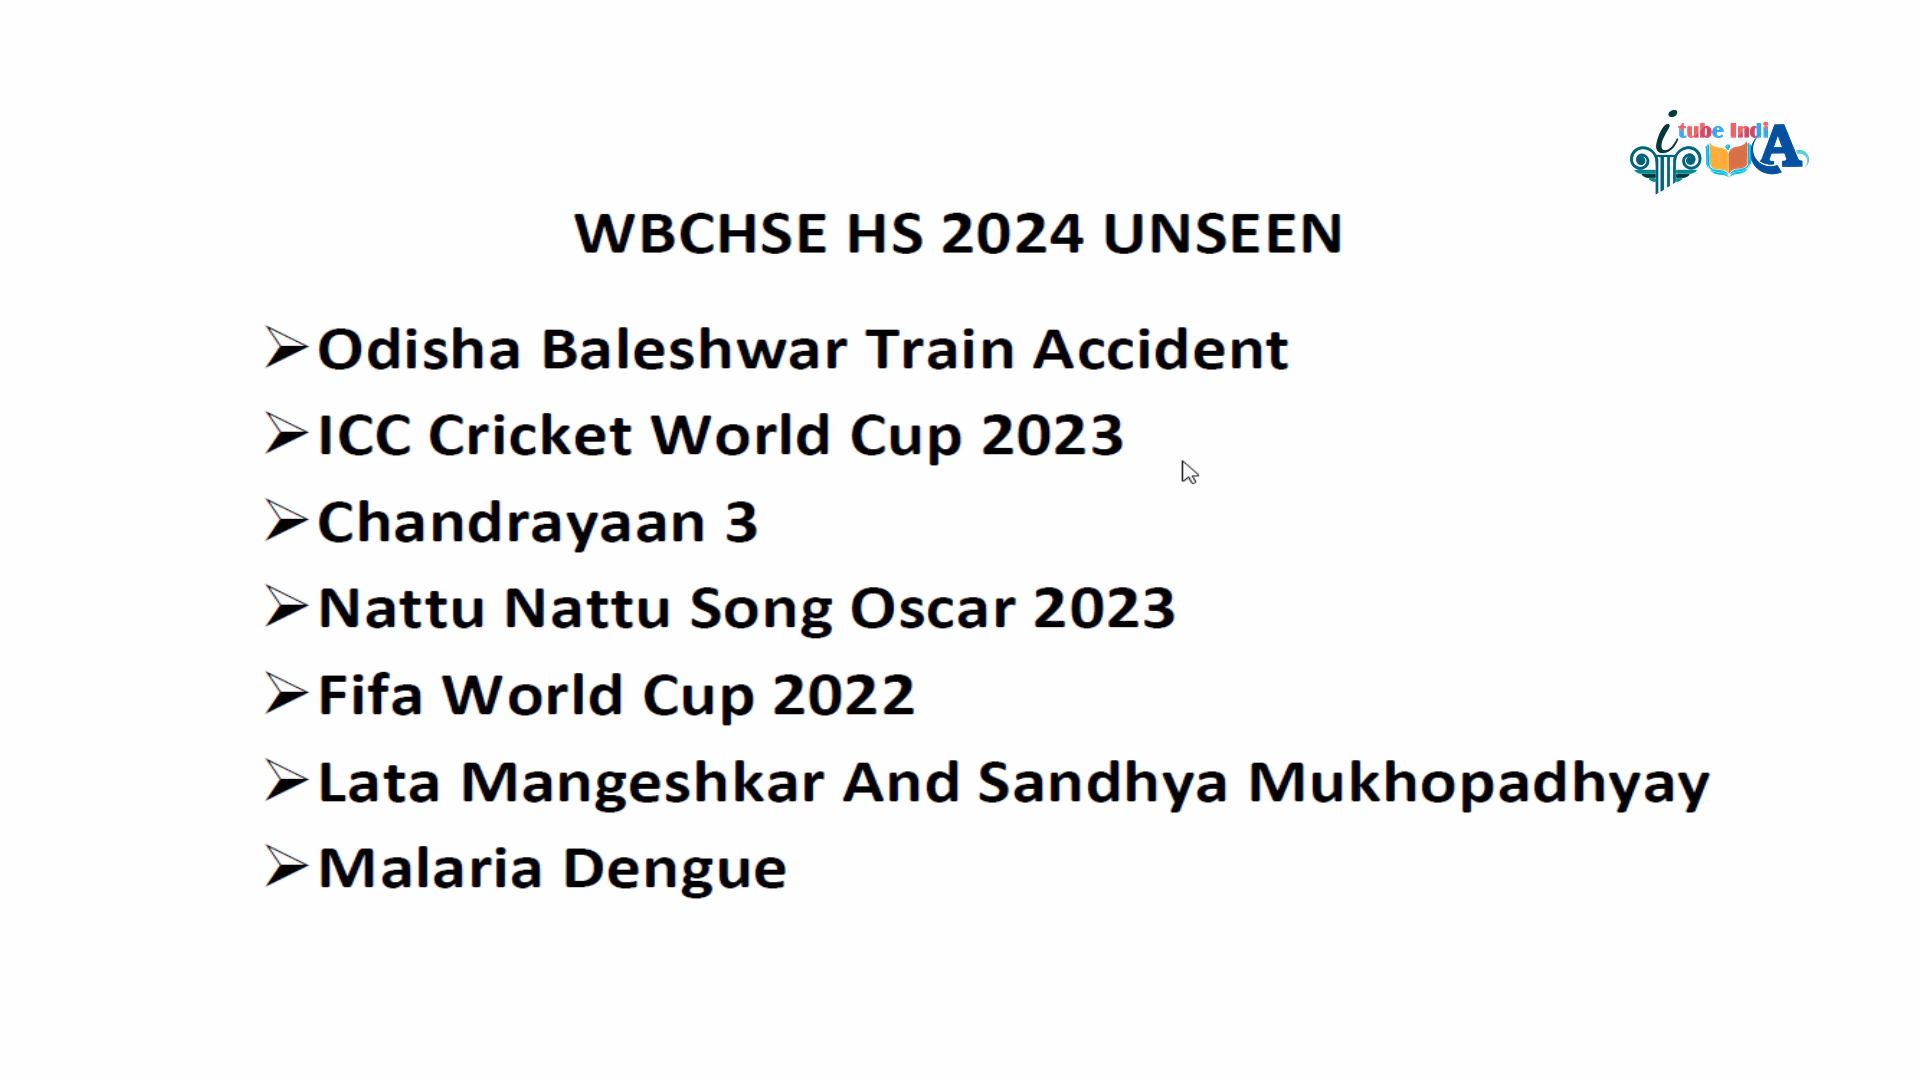 i tube IndiA
WBCHSE HS 2024 UNSEEN
Odisha Baleshwar Train Accident
ICC Cricket World Cup 2023
Chandrayaan 3
Nattu Nattu Song Oscar 2023
Fifa World Cup 2022
Lata Mangeshkar And Sandhya Mukhopadhyay
Malaria Dengue